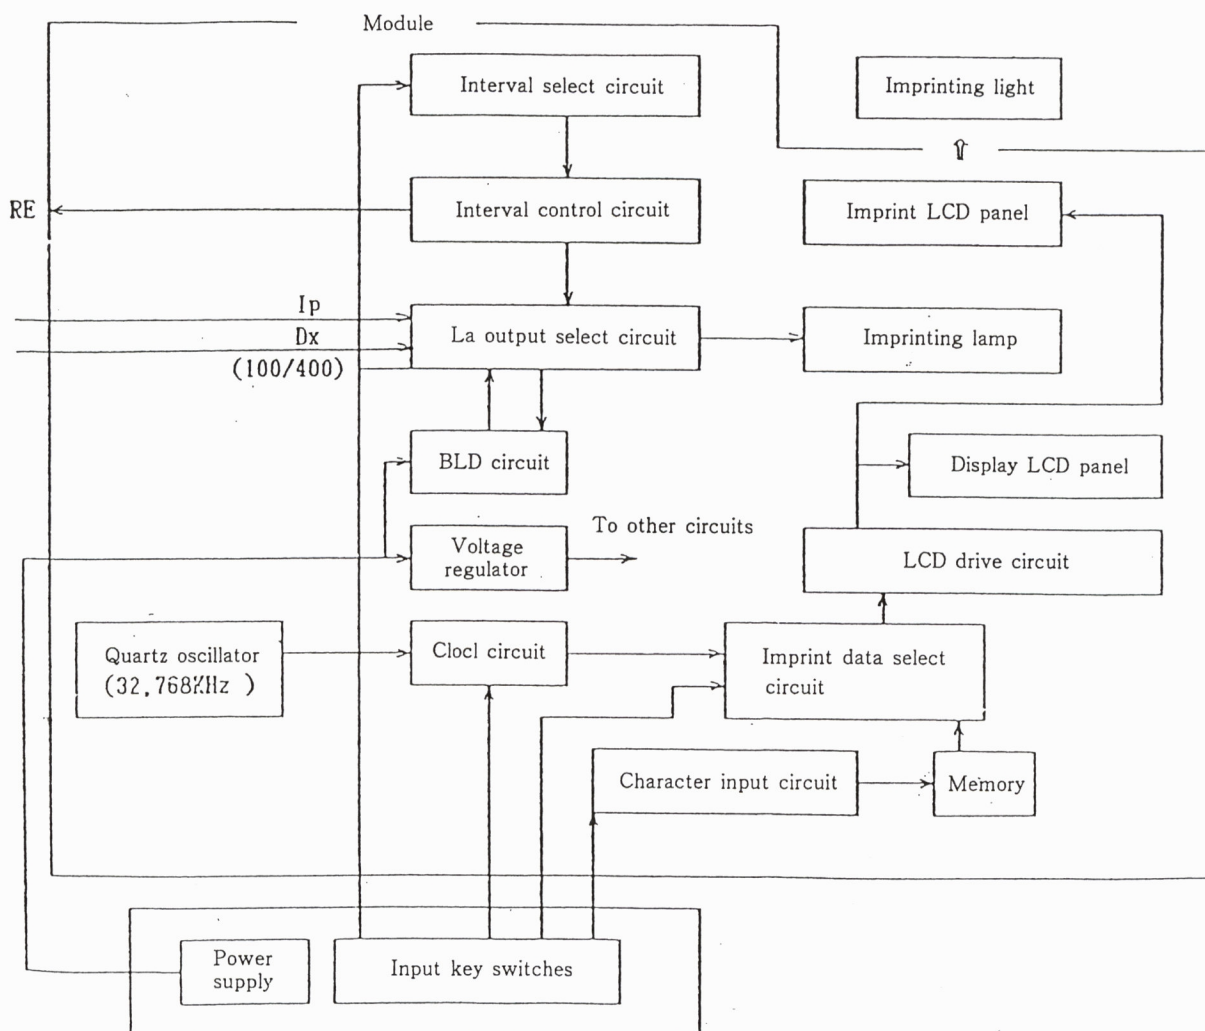 Module
Interval select circuit
Imprinting light
RE
Interval control circuit
Imprint LCD panel
Ip
Dx
(100/400)
La output select circuit
Imprinting lamp
BLD circuit
Display LCD panel
To other circuits
Voltage
regulator
LCD drive circuit
Quartz oscillator
(32,768KHz )
Clocl circuit
Imprint data select
circuit
Character input circuit
Memory
Power
supply
Input key switches